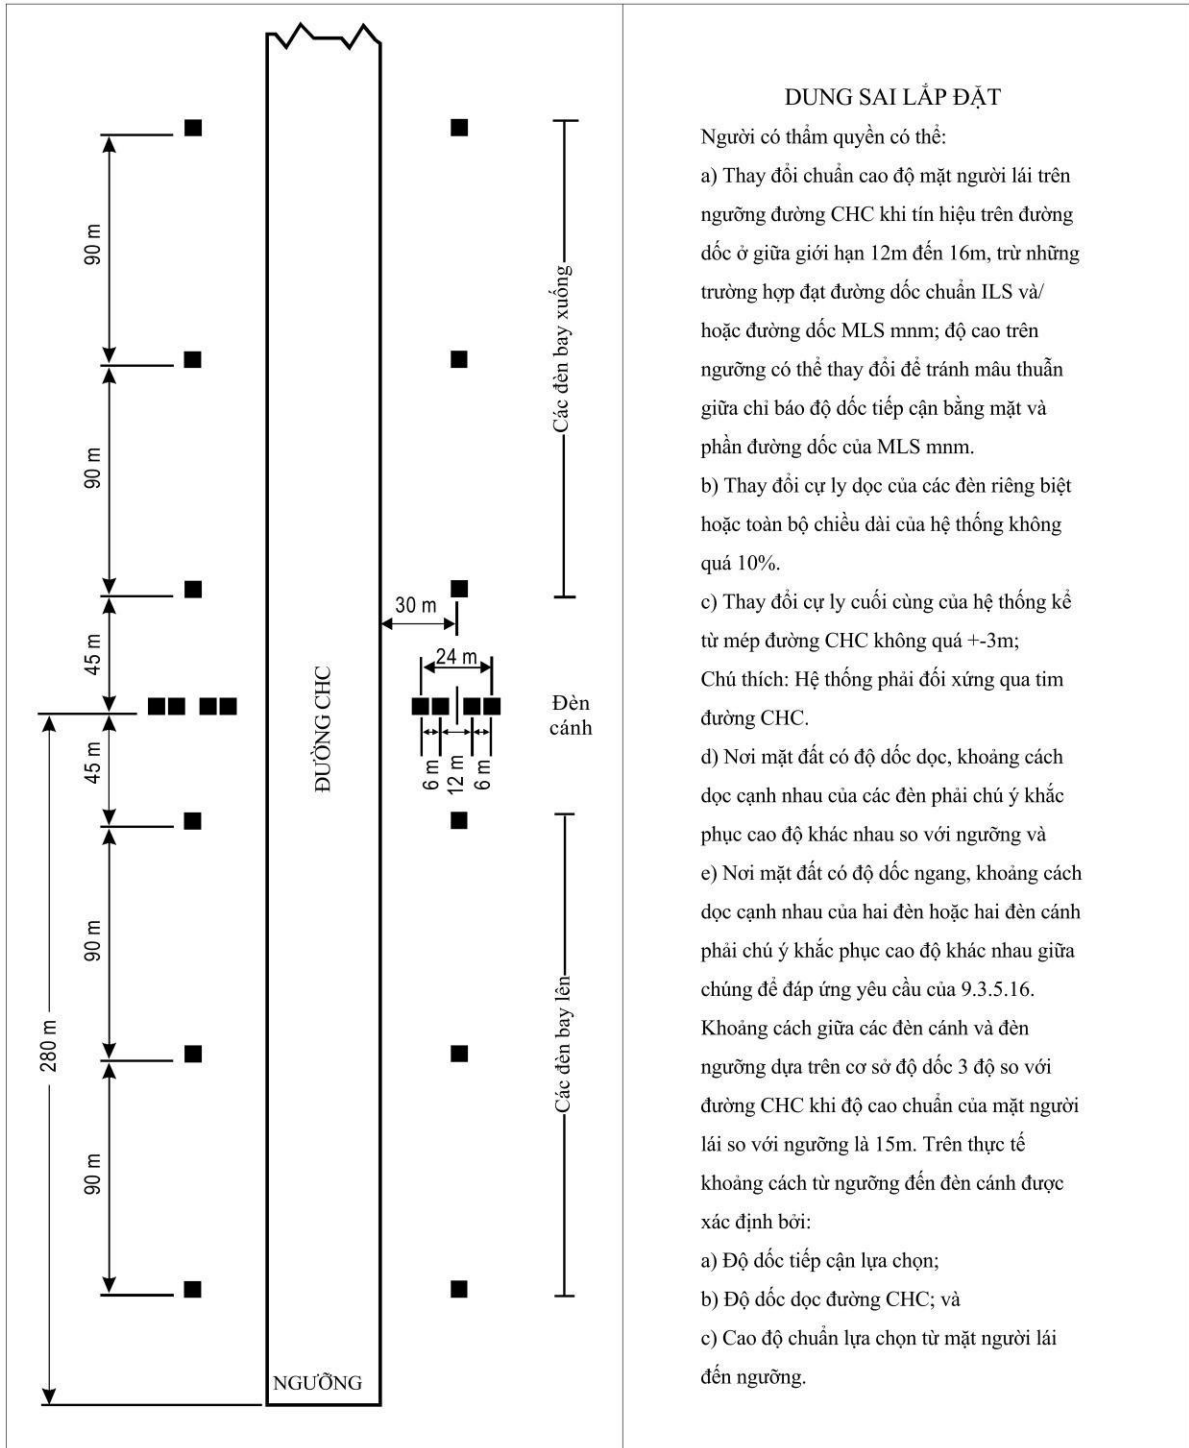 90 m
90 m
45 m
45 m
90 m
90 m
280 m
ĐƯỜNG CHC
NGƯỠNG
30 m
24 m
6 m
12 m
6 m
Các đèn bay xuống
Đèn
cánh
Các đèn bay lên
DUNG SAI LẮP ĐẶT
Người có thẩm quyền có thể:
a) Thay đổi chuẩn cao độ mặt người lái trên
ngưỡng đường CHC khi tín hiệu trên đường
dốc ở giữa giới hạn 12m đến 16m, trừ những
trường hợp đạt đường dốc chuẩn ILS và/
hoặc đường dốc MLS mnm; độ cao trên
ngưỡng có thể thay đổi để tránh mâu thuẫn
giữa chỉ báo độ dốc tiếp cận bằng mặt và
phần đường dốc của MLS mnm.
b) Thay đổi cự ly dọc của các đèn riêng biệt
hoặc toàn bộ chiều dài của hệ thống không
quá 10%.
c) Thay đổi cự ly cuối cùng của hệ thống kể
từ mép đường CHC không quá +-3m;
Chú thích: Hệ thống phải đối xứng qua tim
đường CHC.
d) Nơi mặt đất có độ dốc dọc, khoảng cách
dọc cạnh nhau của các đèn phải chú ý khắc
phục cao độ khác nhau so với ngưỡng và
e) Nơi mặt đất có độ dốc ngang, khoảng cách
dọc cạnh nhau của hai đèn hoặc hai đèn cánh
phải chú ý khắc phục cao độ khác nhau giữa
chúng để đáp ứng yêu cầu của 9.3.5.16.
Khoảng cách giữa các đèn cánh và đèn
ngưỡng dựa trên cơ sở độ dốc 3 độ so với
đường CHC khi độ cao chuẩn của mặt người
lái so với ngưỡng là 15m. Trên thực tế
khoảng cách từ ngưỡng đến đèn cánh được
xác định bởi:
a) Độ dốc tiếp cận lựa chọn;
b) Độ dốc dọc đường CHC; và
c) Cao độ chuẩn lựa chọn từ mặt người lái
đến ngưỡng.